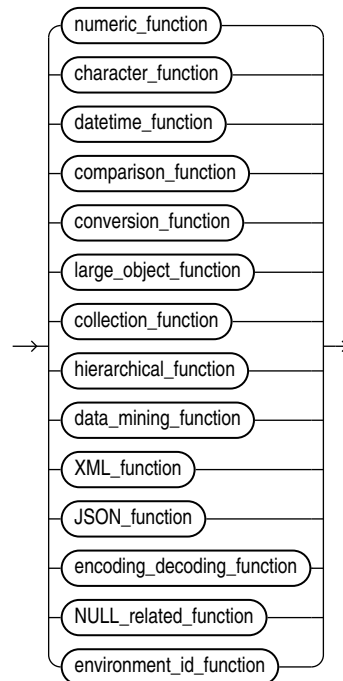 numeric_function
character_function
datetime_function
comparison_function
conversion_function
large_object_function
collection_function
hierarchical_function
data_mining_function
XML_function
JSON_function
encoding_decoding_function
NULL_related_function
environment_id_function